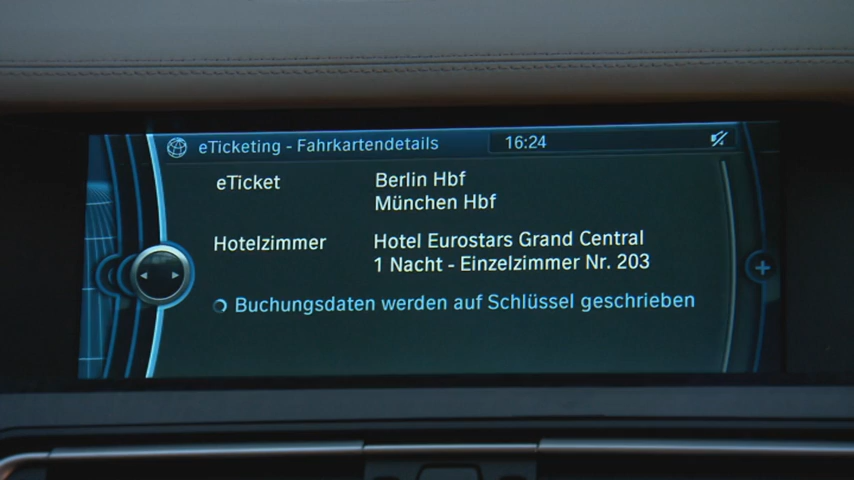 eTicketing - Fahrkartendetails 16:24
eTicket Berlin Hbf
München Hbf
Hotelzimmer Hotel Eurostars Grand Central
1 Nacht - Einzelzimmer Nr. 203
Buchungsdaten werden auf Schlüssel geschrieben